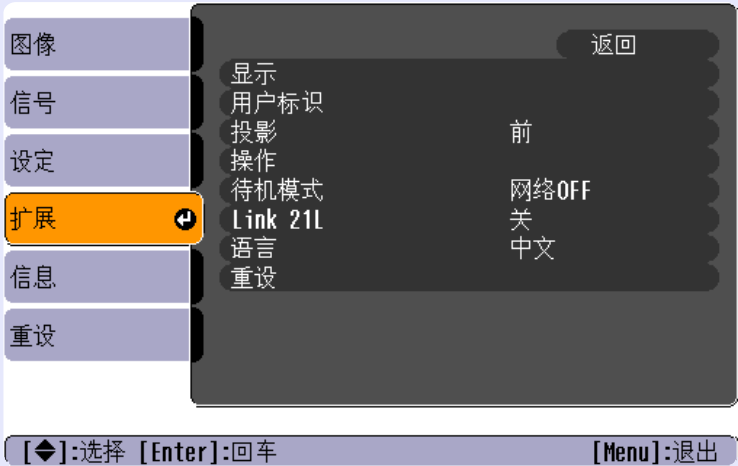 图像
信号
设定
扩展
信息
重设
返回
显示
用户标识
投影 前
操作
待机模式 网络OFF
Link 21L 关
语言 中文
重设
[◆]:选择 [Enter]:回车 [Menu]:退出